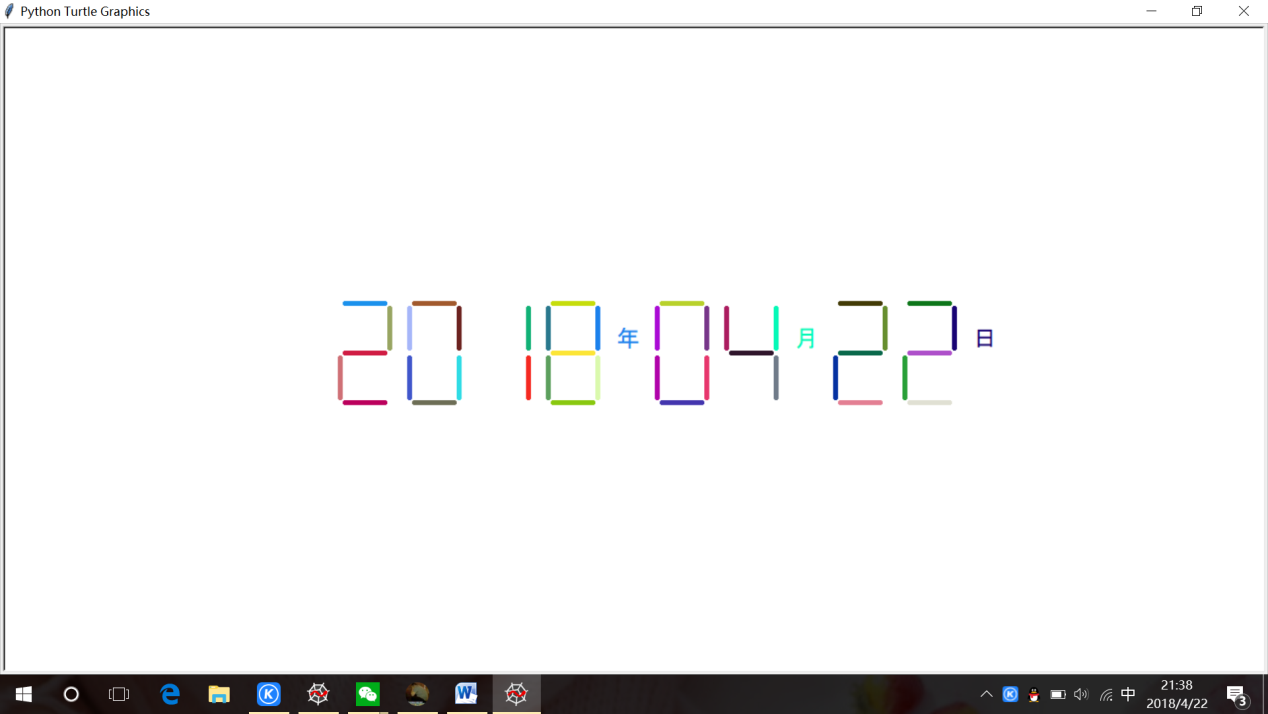 Python Turtle Graphics
2018年04月22日
中
21:38
2018/4/22
3